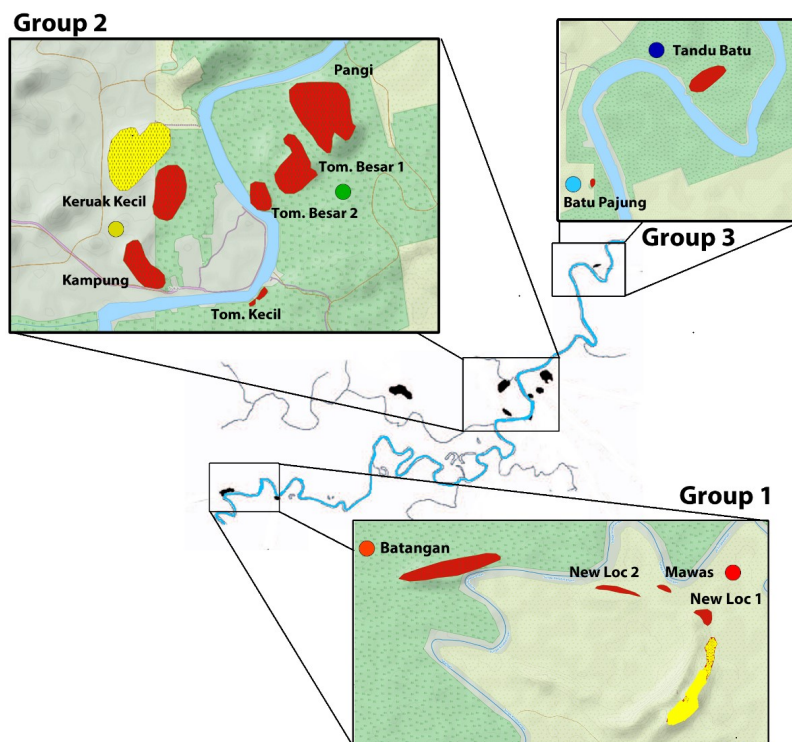 Group 2
Pangi
Keruak Kecil
Tom. Besar 1
Tom. Besar 2
Kampung
Tom. Kecil
Tandu Batu
Batu Pajung
Group 3
Group 1
Batangan
New Loc 2
Mawas
New Loc 1